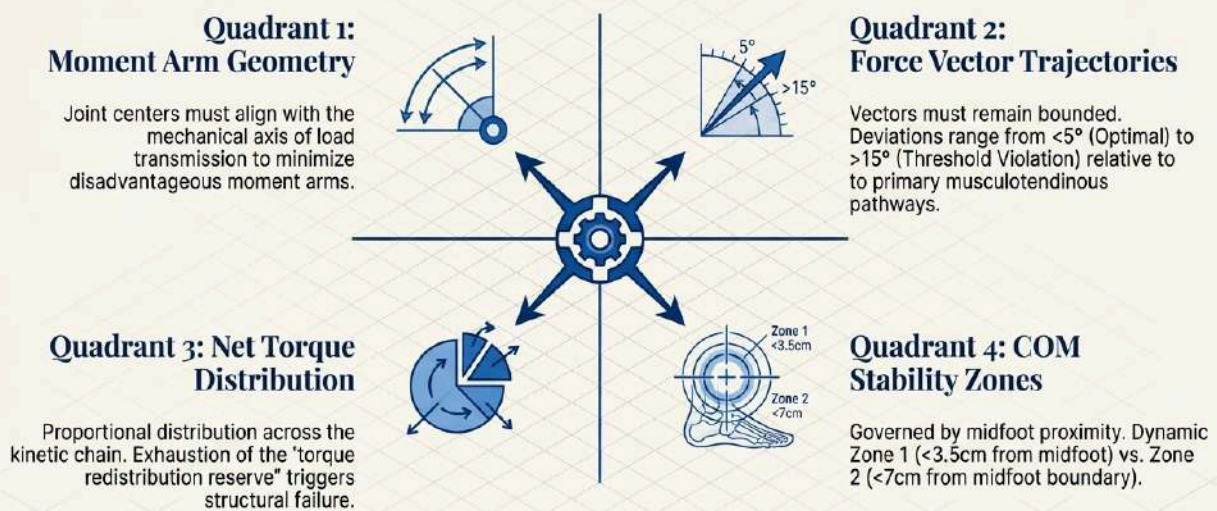 Quadrant 1:
Moment Arm Geometry
Joint centers must align with the
mechanical axis of load
transmission to minimize
disadvantageous moment arms.
5°
>15°
Quadrant 2:
Force Vector Trajectories
Vectors must remain bounded.
Deviations range from <5° (Optimal) to
>15° (Threshold Violation) relative to
to primary musculotendinous
pathways.
Quadrant 3: Net Torque
Distribution
Proportional distribution across the
kinetic chain. Exhaustion of the "torque
redistribution reserve" triggers
structural failure.
Zone 1
<3.5cm
Zone 2
<7cm
Quadrant 4: COM
Stability Zones
Governed by midfoot proximity. Dynamic
Zone 1 (<3.5cm from midfoot) vs. Zone
2 (<7cm from midfoot boundary).